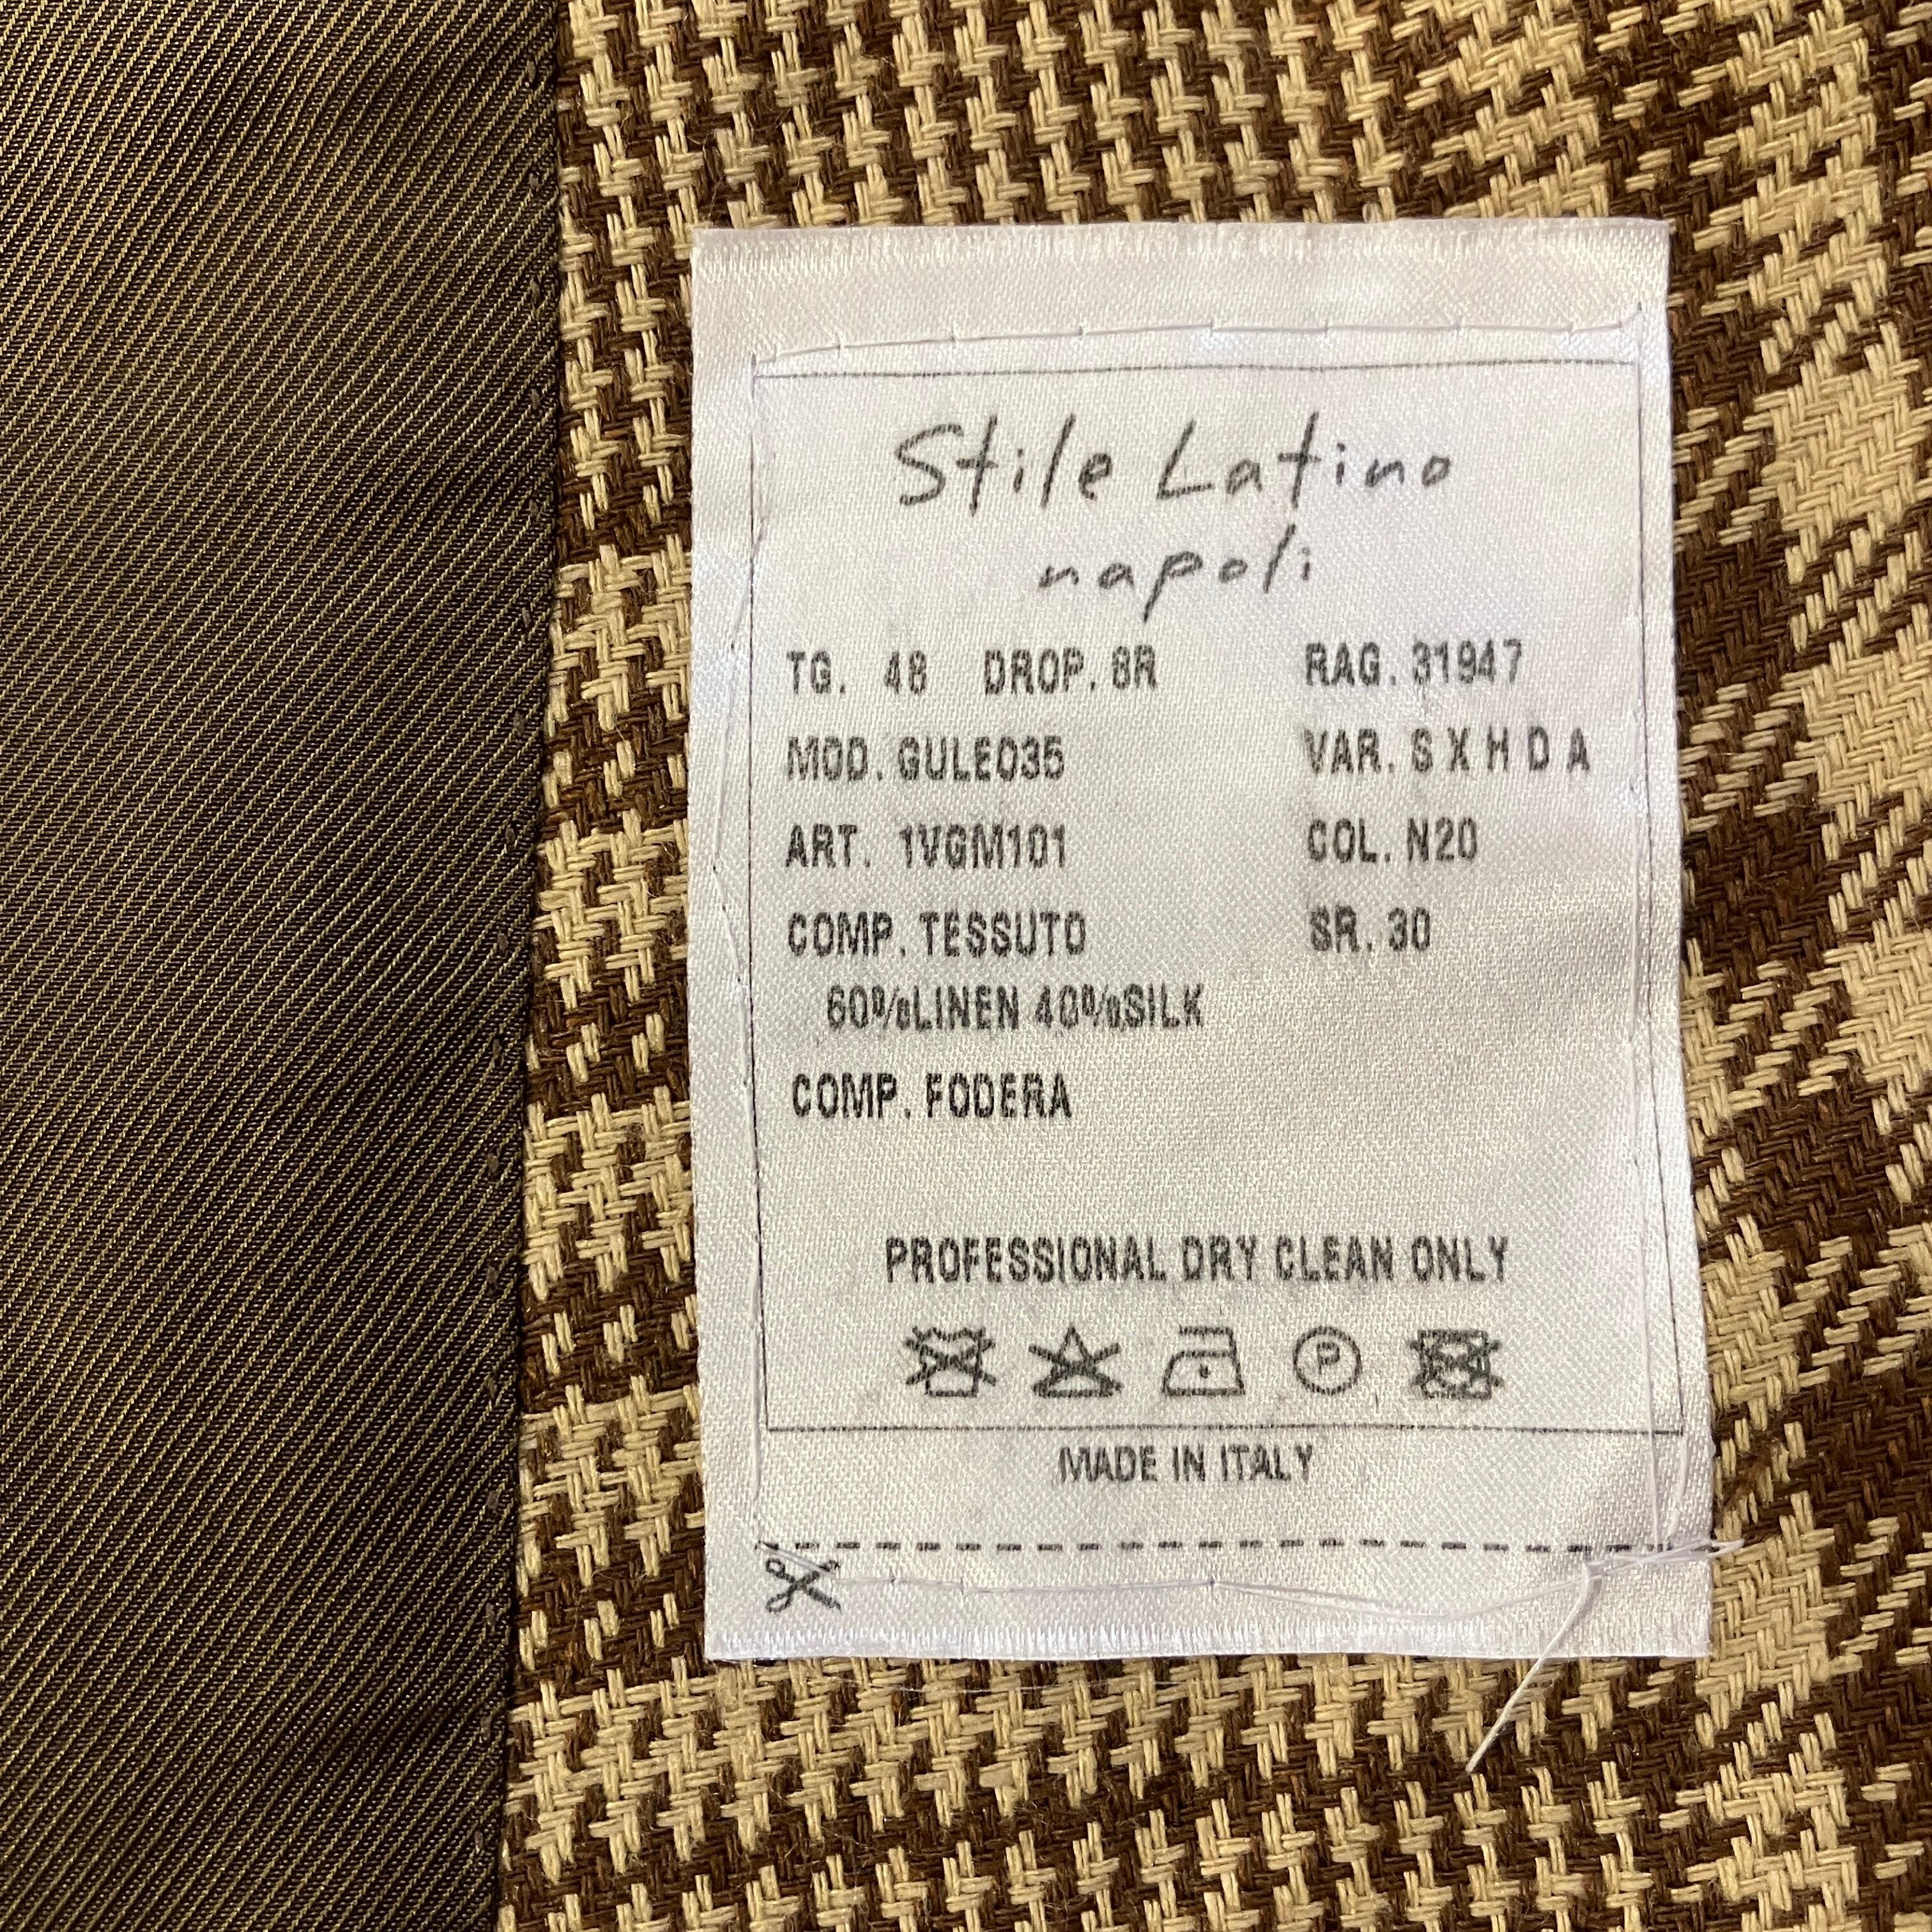 Stile Latino
napoli
TG. 48 DROP. 8R RAG. 31947
MOD. GULE035 VAR. S X H D A
ART. 1VGM101 COL. N20
COMP. TESSUTO SR. 30
60%LINEN 40%SILK
COMP. FODERA
PROFESSIONAL DRY CLEAN ONLY
P
MADE IN ITALY